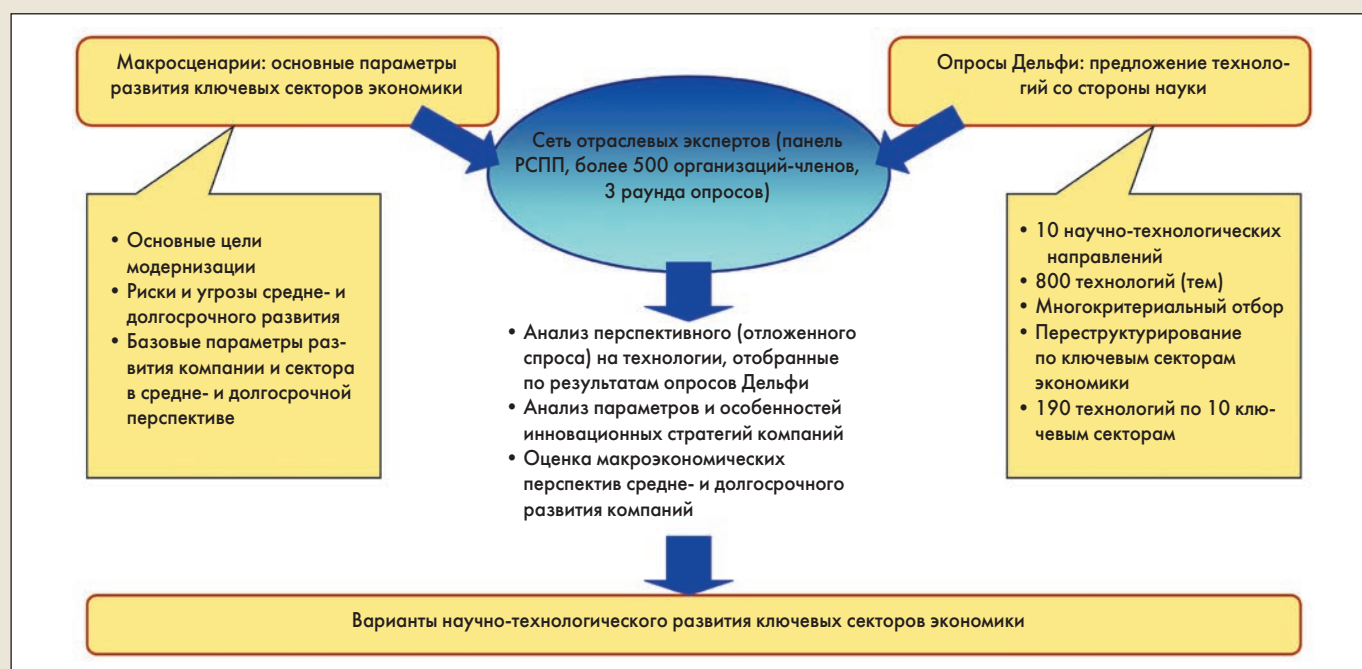 Макросценарии: основные параметры
развития ключевых секторов экономики
Опросы Дельфи: предложение техноло-
гий со стороны науки
Сеть отраслевых экспертов (панель
РСПП, более 500 организаций-членов,
3 раунда опросов)
• Основные цели
модернизации
• Риски и угрозы средне- и
долгосрочного развития
• Базовые параметры раз-
вития компании и сектора
в средне- и долгосрочной
перспективе
• 10 научно-технологических
направлений
• 800 технологий (тем)
• Многокритериальный отбор
• Переструктурирование
по ключевым секторам
экономики
• 190 технологий по 10 клю-
чевым секторам
• Анализ перспективного (отложенного
спроса) на технологии, отобранные
по результатам опросов Дельфи
• Анализ параметров и особенностей
инновационных стратегий компаний
• Оценка макроэкономических
перспектив средне- и долгосрочного
развития компаний
Варианты научно-технологического развития ключевых секторов экономики